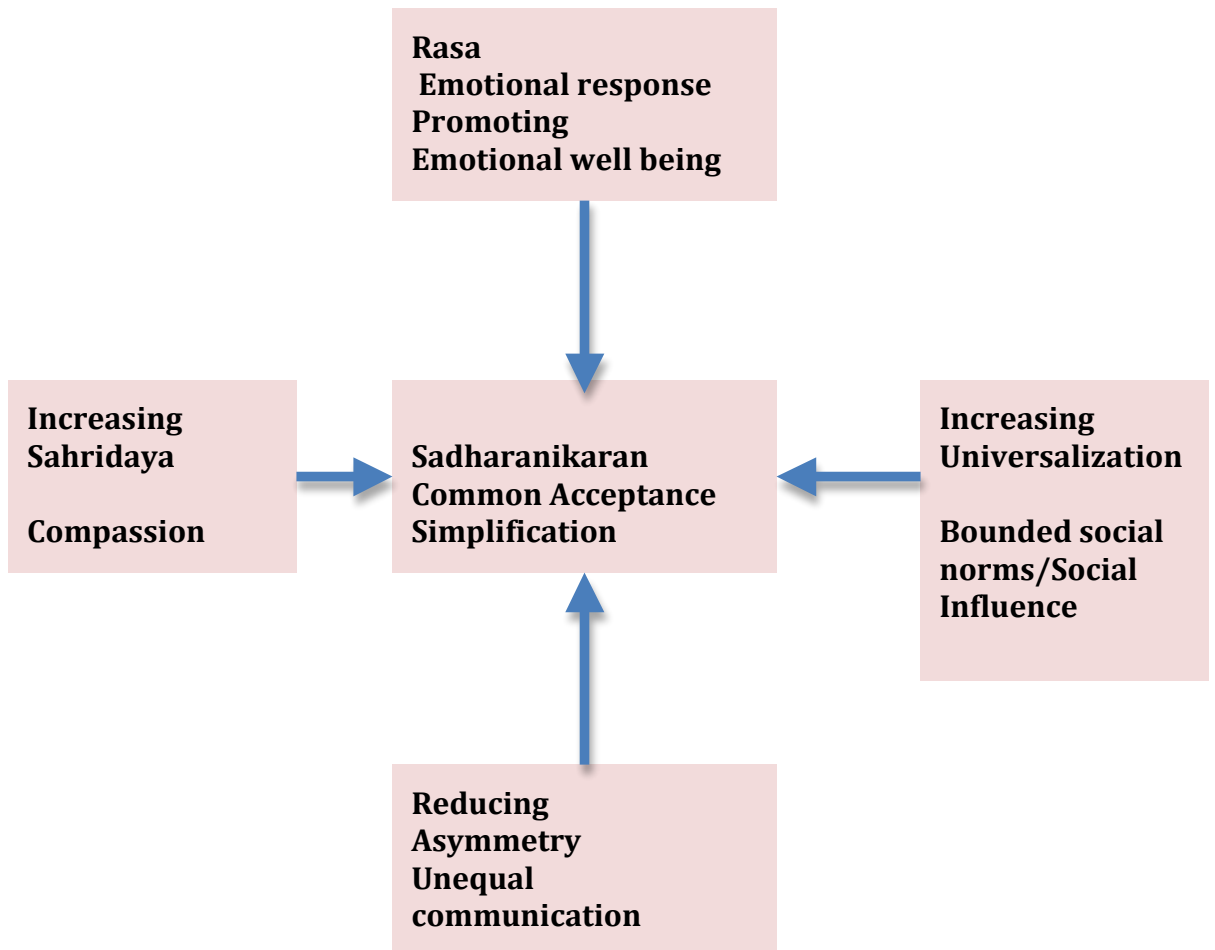 Rasa
Emotional response
Promoting
Emotional well being
Increasing
Sahridaya
Compassion
Sadharanikaran
Common Acceptance
Simplification
Increasing
Universalization
Bounded social
norms/Social
Influence
Reducing
Asymmetry
Unequal
communication